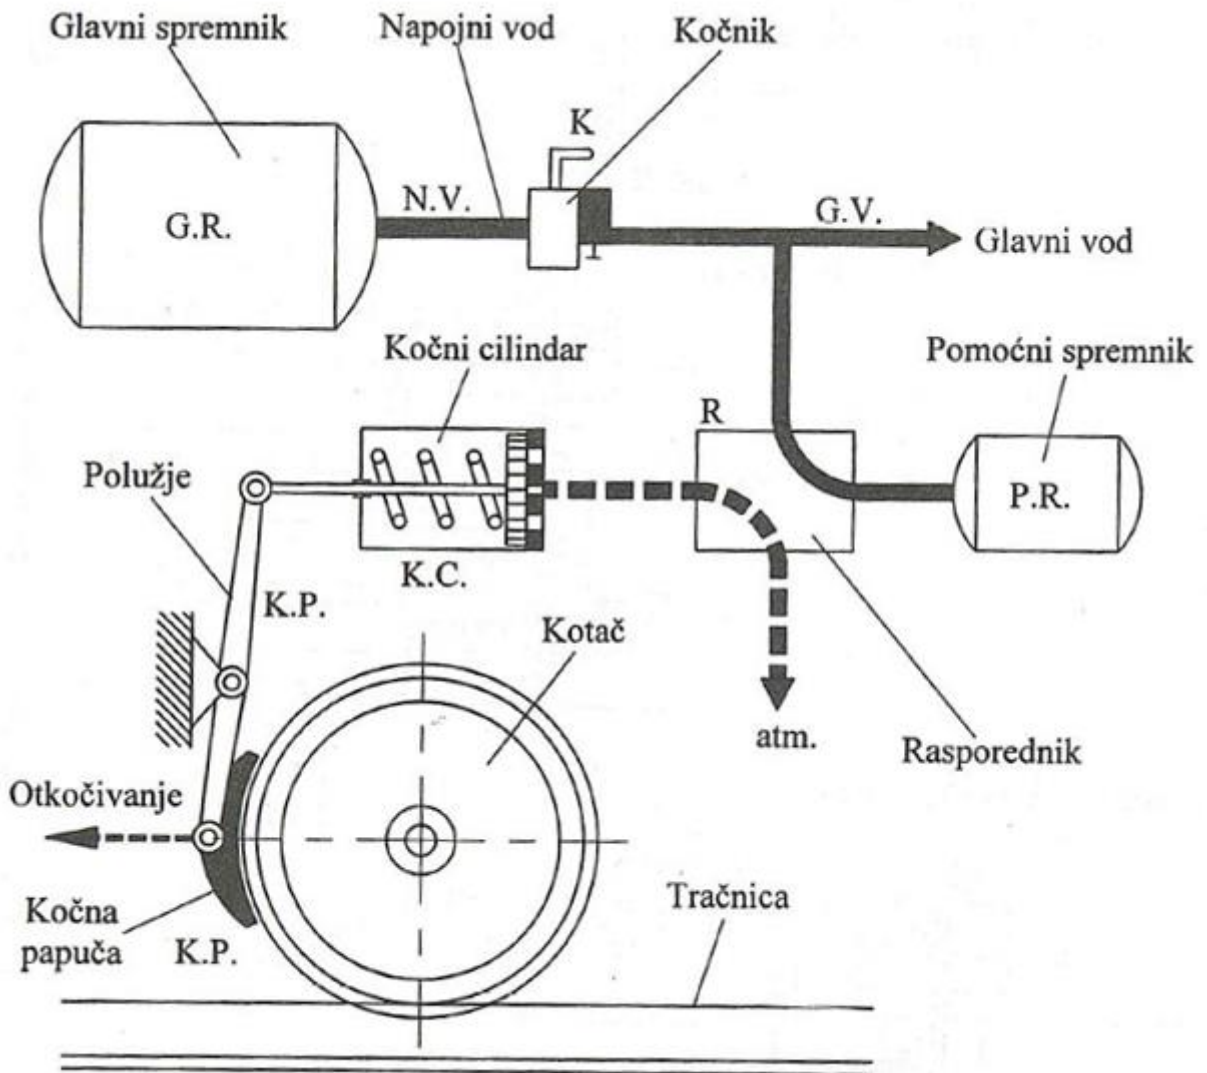 Glavni spremnik
Napojni vod
Kočnik
K
N.V.
G.V.
G.R.
Glavni vod
Kočni cilindar
Pomoćni spremnik
R
Polužje
P.R.
K.C.
K.P.
Kotač
atm.
Rasporednik
Otkočivanje
Tračnica
Kočna
papuča
K.P.